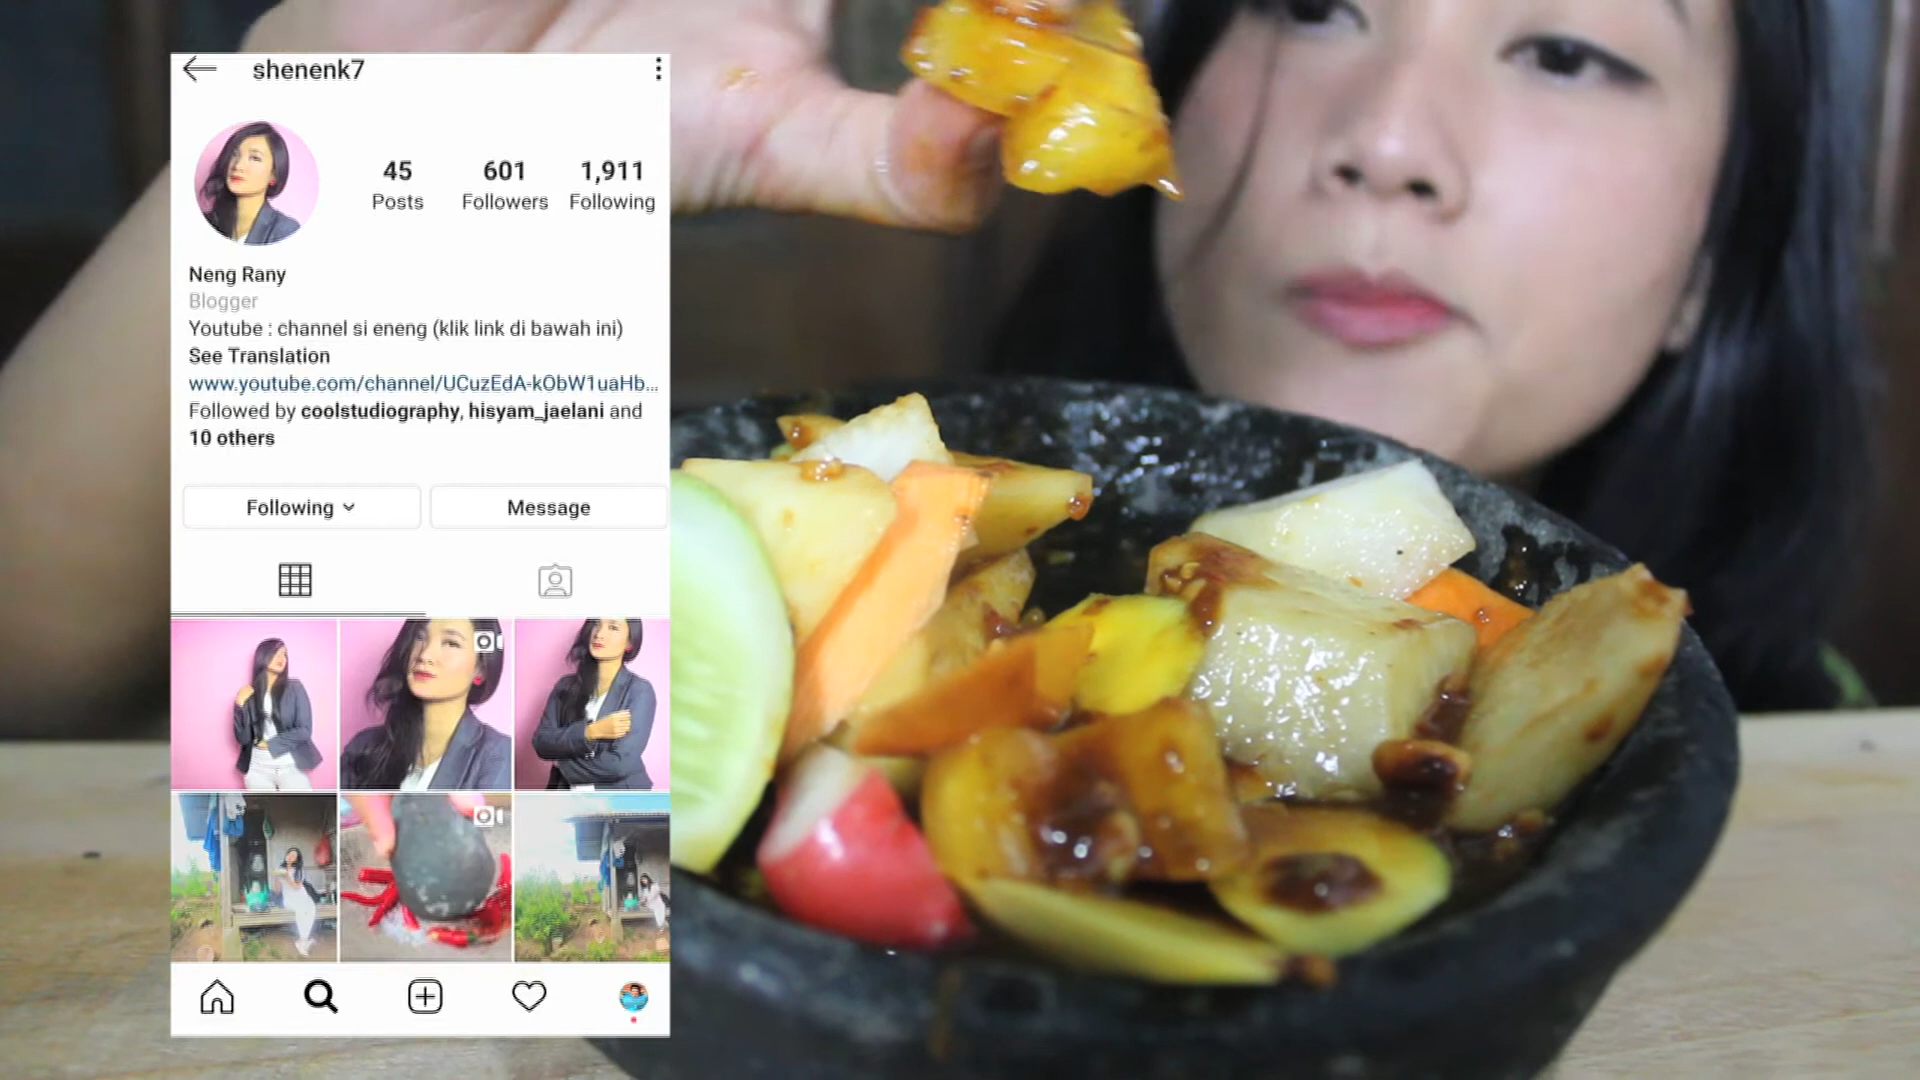 shenenk7
45 601 1,911
Posts Followers Following
Neng Rany
Blogger
Youtube : channel si eneng (klik link di bawah ini)
See Translation
www.youtube.com/channel/UCuzEdA-kObW1uaHb...
Followed by coolstudiography, hisyam_jaelani and
10 others
Following Message